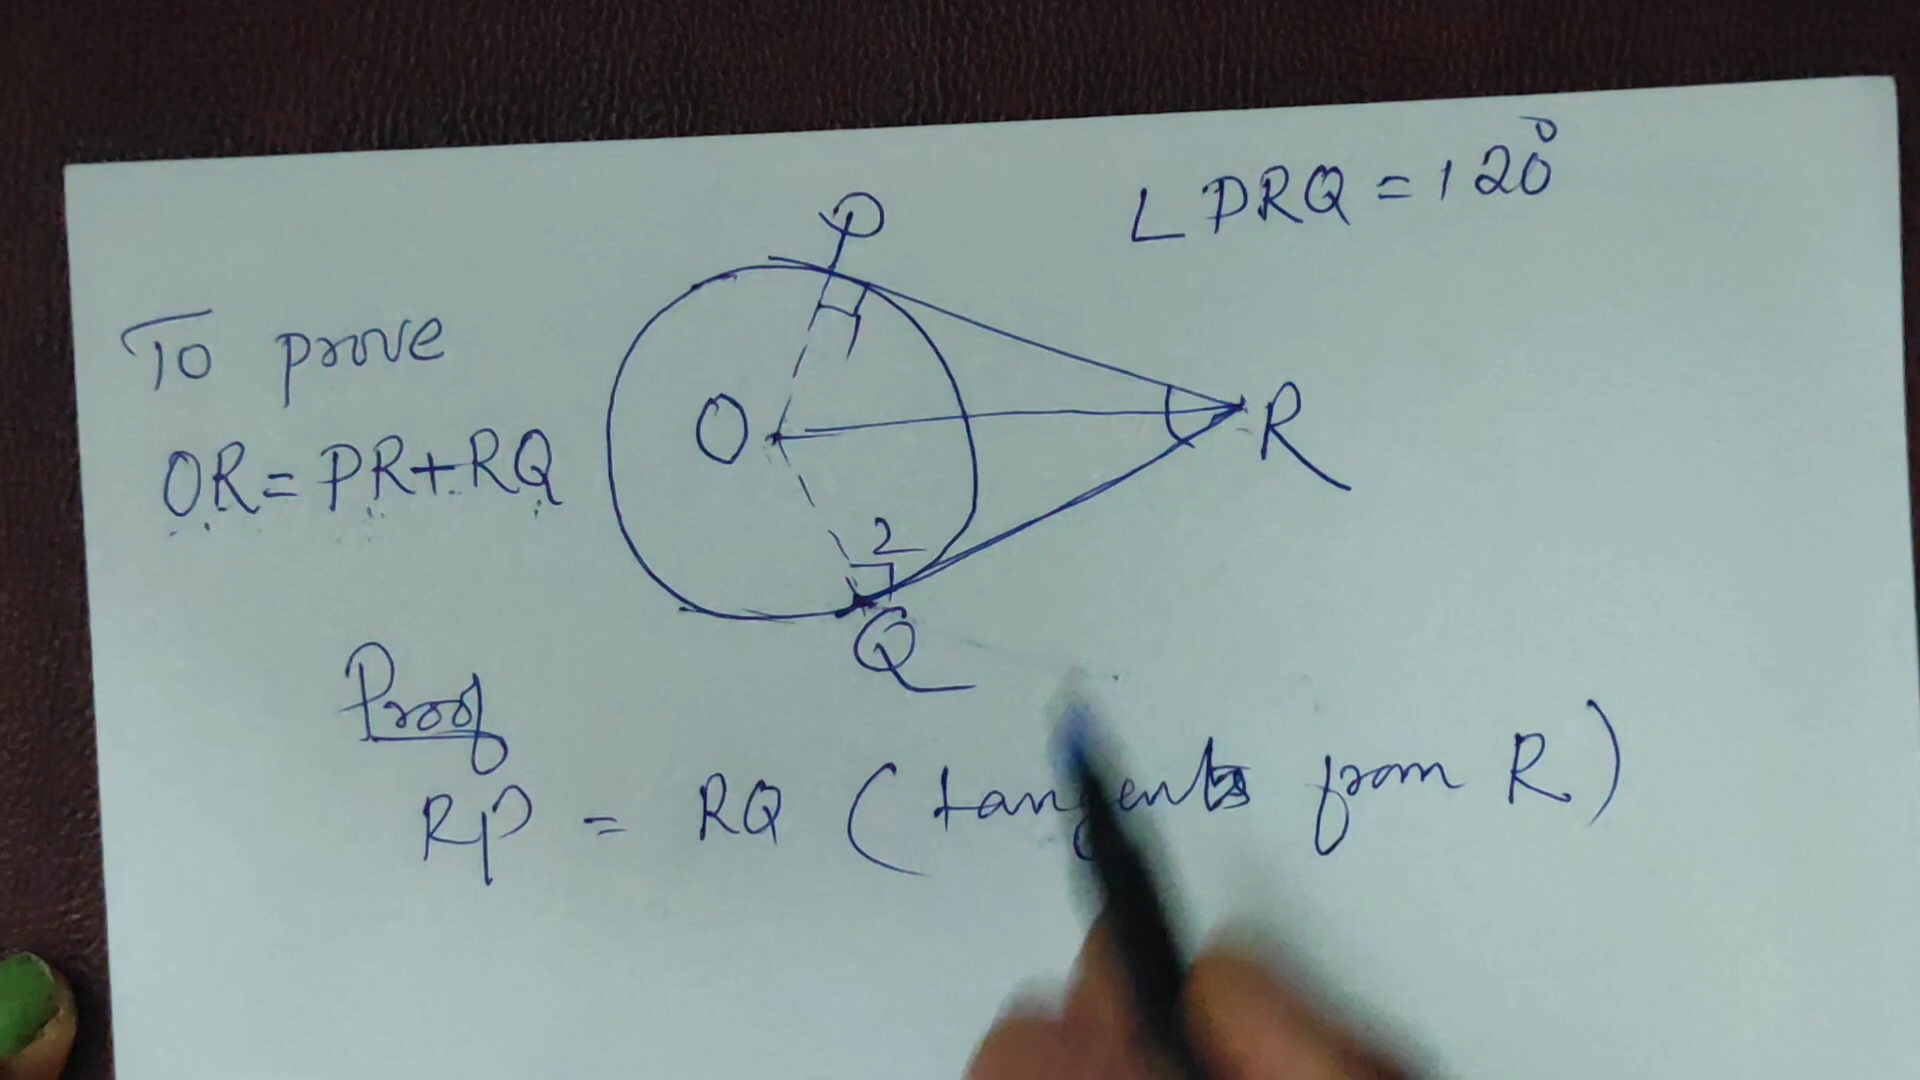 ∠PRQ = 120°
P
To prove
OR = PR + RQ
O
R
2
Q
Proof
RP = RQ (tangents from R)